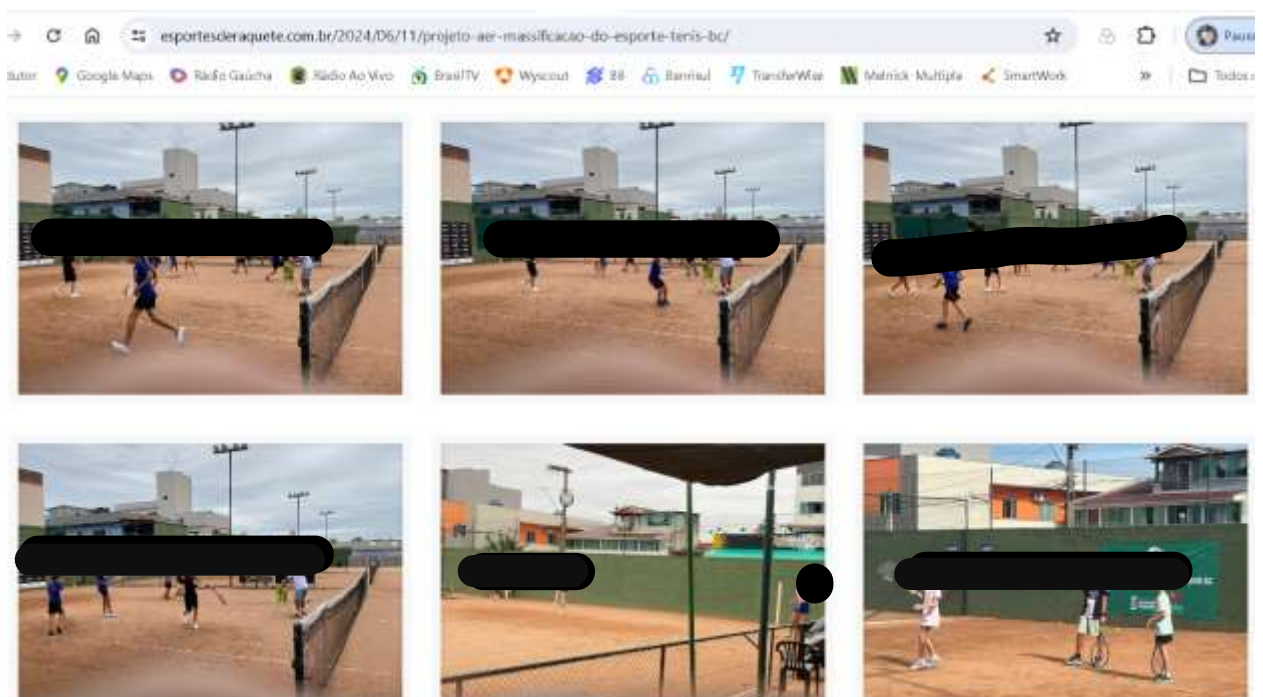 esportesderaquete.com.br/2024/06/11/projeto-aer-massificacao-do-esporte-tenis-bc/
Google Maps Rádio Gaúcha Rádio Ao Vivo BrasilTV Wyscout BB Banrisul TransferWise Melnick Multipla SmartWork » Todos